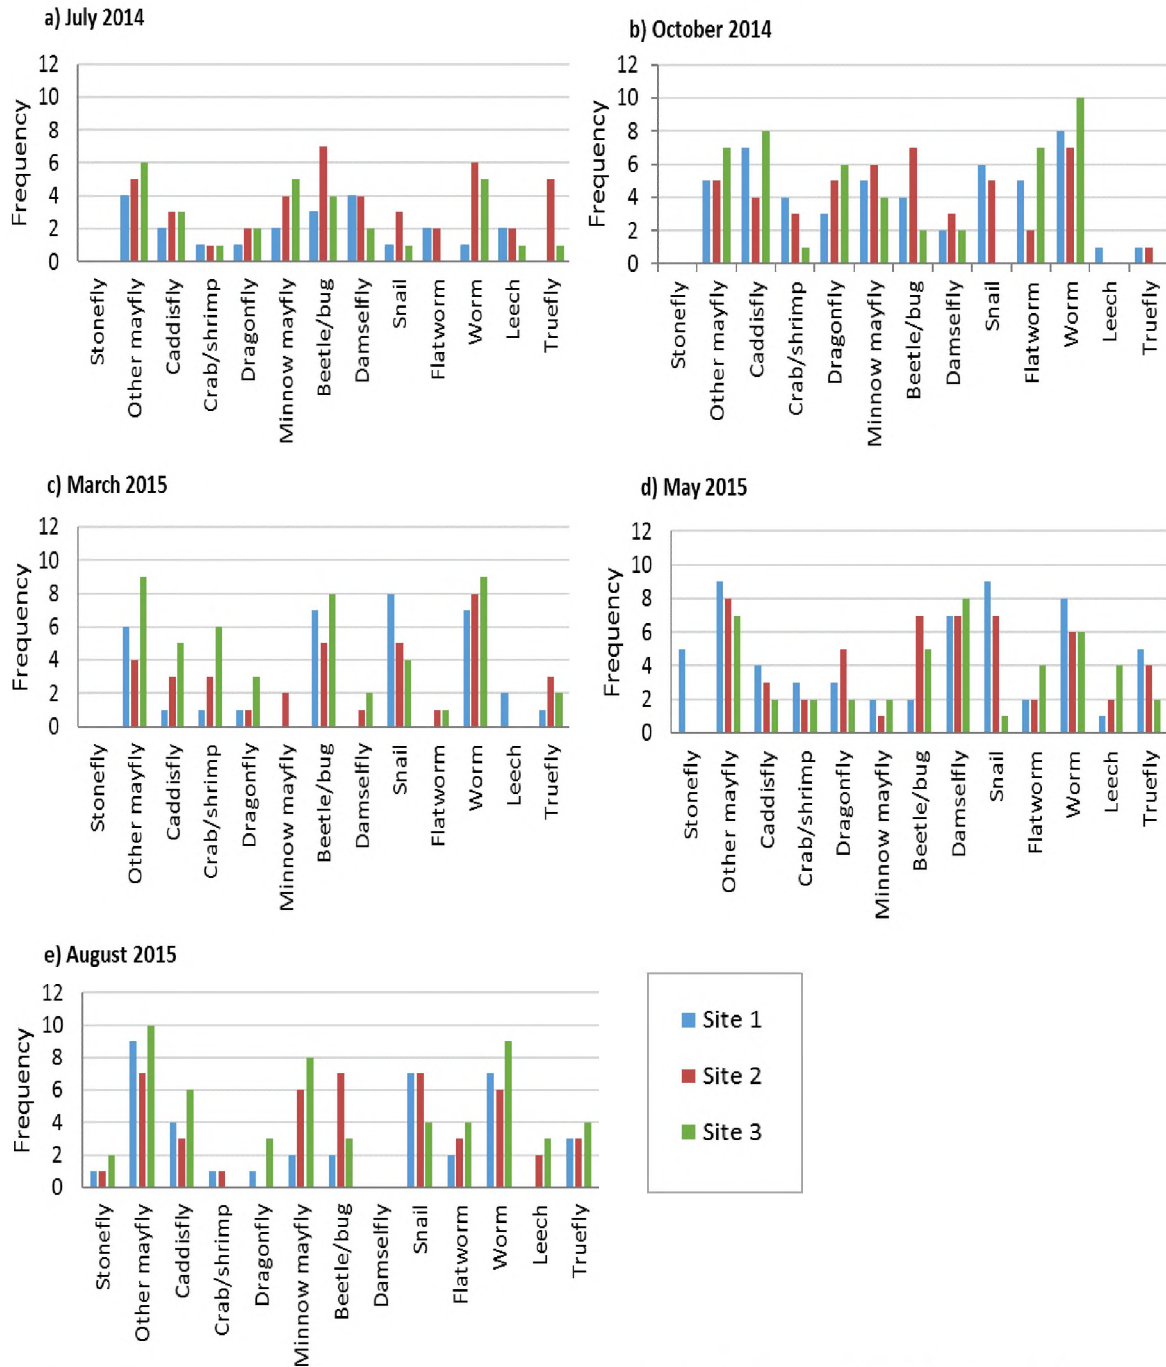 a) July 2014
12
10
8
6
4
2
0
Frequency
Stonefly
Other mayfly
Caddisfly
Crab/shrimp
Dragonfly
Minnow mayfly
Beetle/bug
Damselfly
Snail
Flatworm
Worm
Leech
Truefly
b) October 2014
12
10
8
6
4
2
0
Frequency
Stonefly
Other mayfly
Caddisfly
Crab/shrimp
Dragonfly
Minnow mayfly
Beetle/bug
Damselfly
Snail
Flatworm
Worm
Leech
Truefly
c) March 2015
12
10
8
6
4
2
0
Frequency
Stonefly
Other mayfly
Caddisfly
Crab/shrimp
Dragonfly
Minnow mayfly
Beetle/bug
Damselfly
Snail
Flatworm
Worm
Leech
Truefly
d) May 2015
12
10
8
6
4
2
0
Frequency
Stonefly
Other mayfly
Caddisfly
Crab/shrimp
Dragonfly
Minnow mayfly
Beetle/bug
Damselfly
Snail
Flatworm
Worm
Leech
Truefly
e) August 2015
12
10
8
6
4
2
0
Frequency
Stonefly
Other mayfly
Caddisfly
Crab/shrimp
Dragonfly
Minnow mayfly
Beetle/bug
Damselfly
Snail
Flatworm
Worm
Leech
Truefly
Site 1
Site 2
Site 3